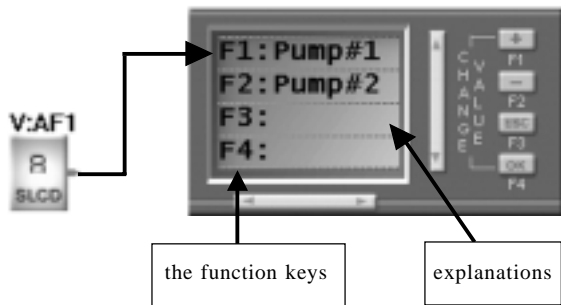 F1:Pump#1
F2:Pump#2
F3:
F4:
V:AF1
SLCD
CHANGE
VALUE
+
F1
−
F2
ESC
F3
OK
F4
the function keys
explanations